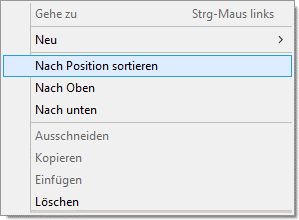 Gehe zu Strg-Maus links
Neu
Nach Position sortieren
Nach Oben
Nach unten
Ausschneiden
Kopieren
Einfügen
Löschen